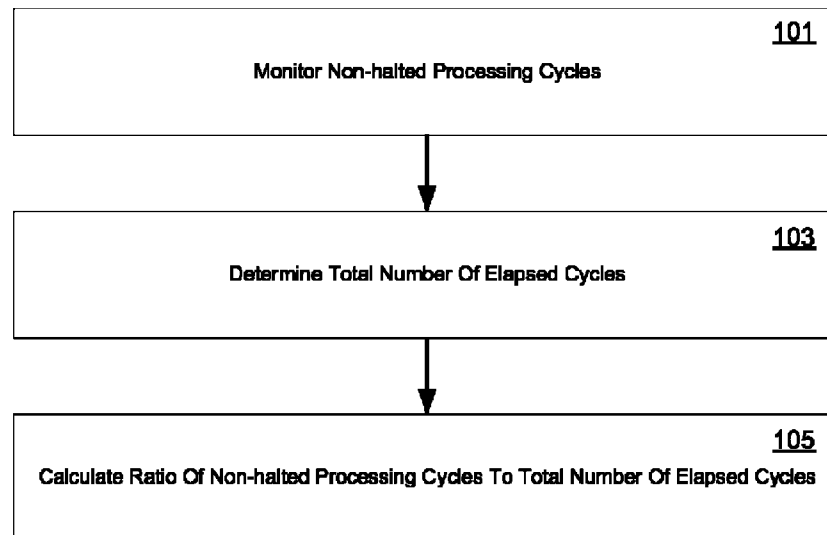 101
Monitor Non-halted Processing Cycles
103
Determine Total Number Of Elapsed Cycles
105
Calculate Ratio Of Non-halted Processing Cycles To Total Number Of Elapsed Cycles